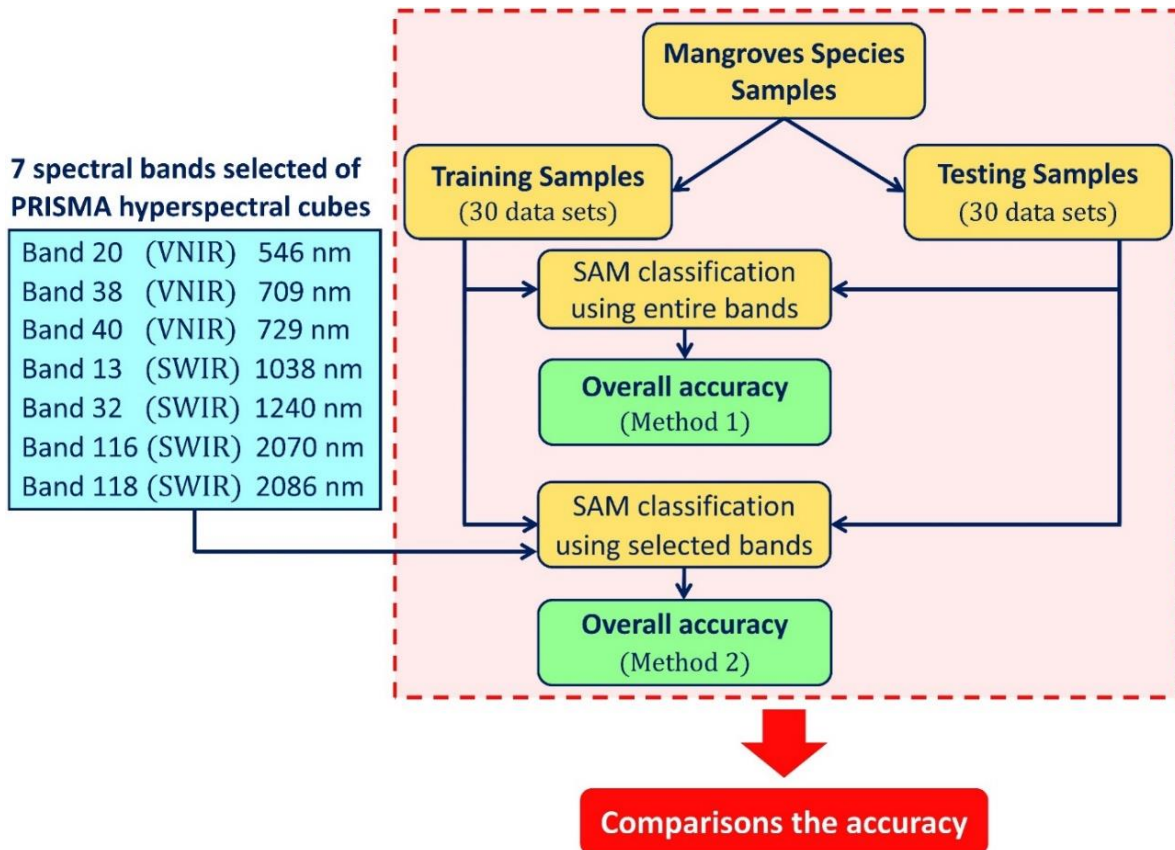 Mangroves Species
Samples
7 spectral bands selected of
PRISMA hyperspectral cubes
Band 20 (VNIR) 546 nm
Band 38 (VNIR) 709 nm
Band 40 (VNIR) 729 nm
Band 13 (SWIR) 1038 nm
Band 32 (SWIR) 1240 nm
Band 116 (SWIR) 2070 nm
Band 118 (SWIR) 2086 nm
Training Samples
(30 data sets)
Testing Samples
(30 data sets)
SAM classification
using entire bands
Overall accuracy
(Method 1)
SAM classification
using selected bands
Overall accuracy
(Method 2)
Comparisons the accuracy